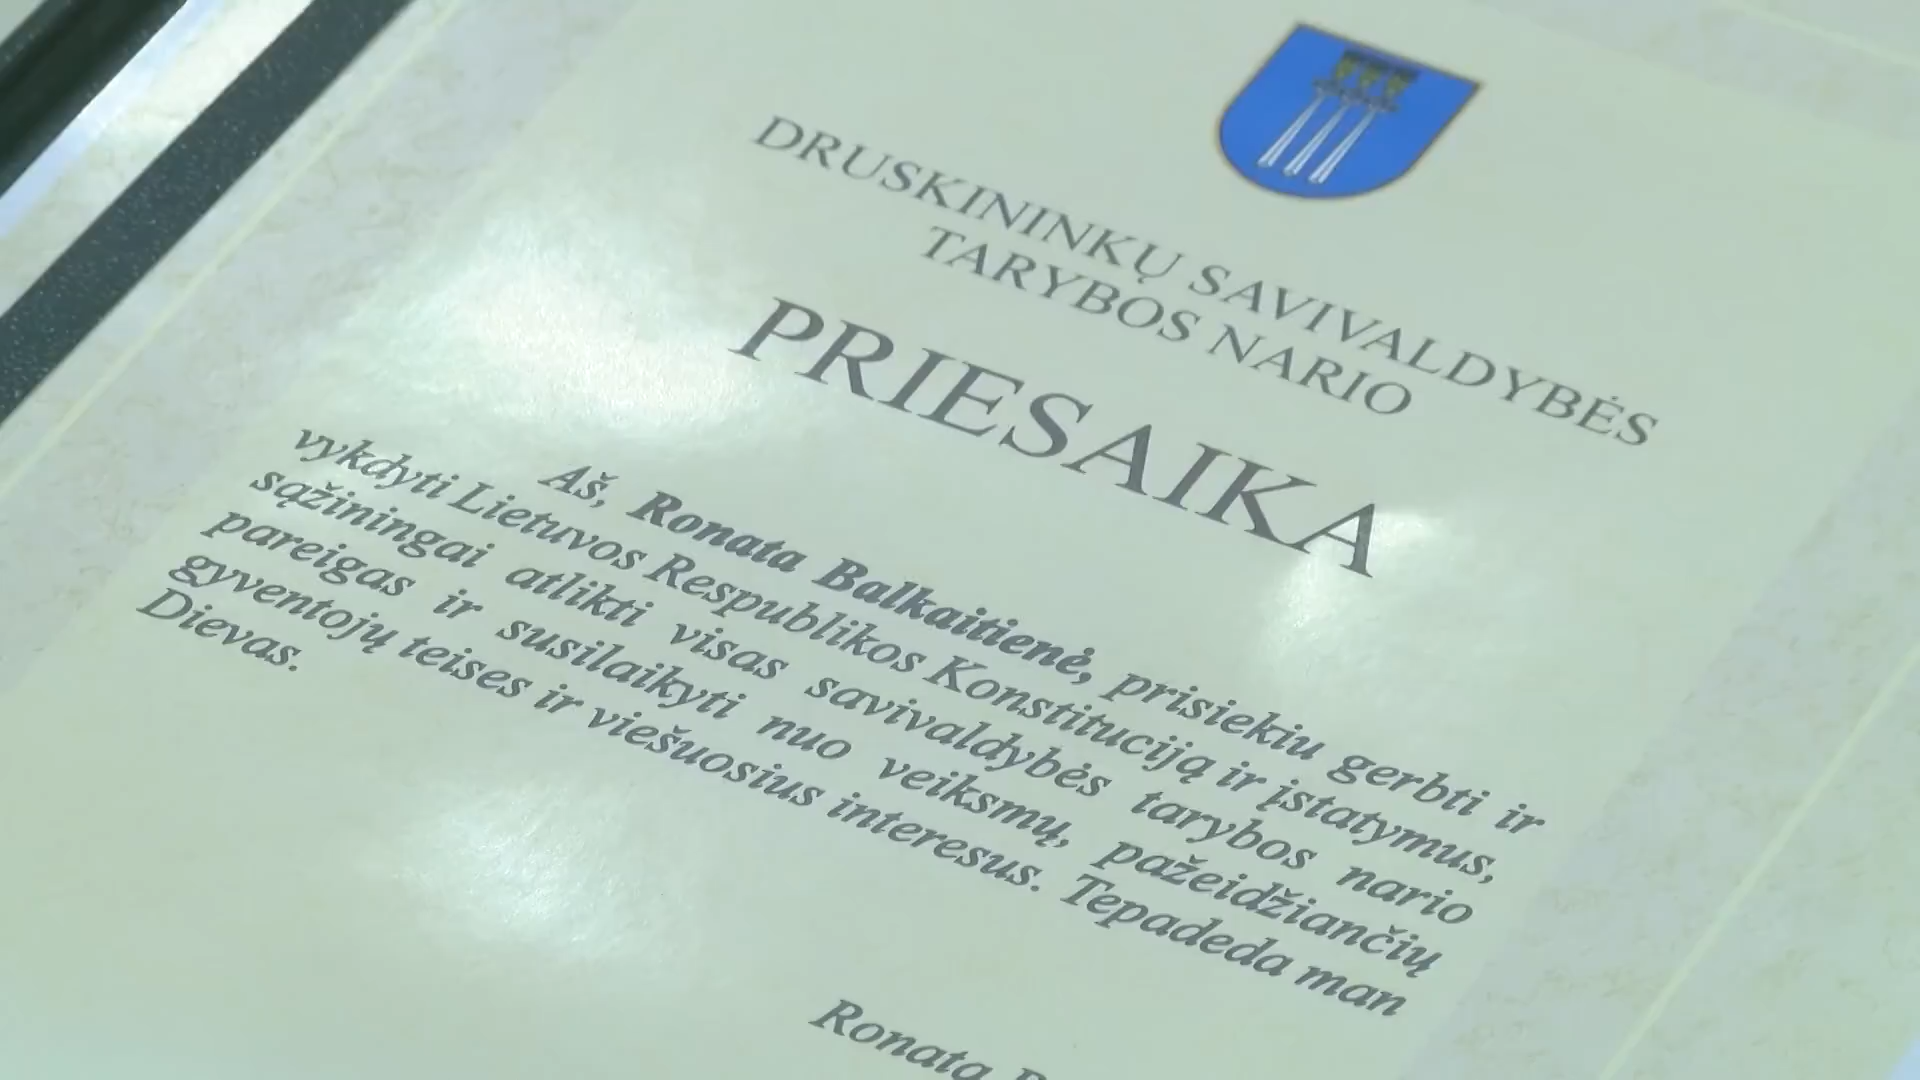 DRUSKININKŲ SAVIVALDYBĖS
TARYBOS NARIO
PRIESAIKA
Aš, Ronata Balkaitienė, prisiekiu gerbti ir
vykdyti Lietuvos Respublikos Konstituciją ir įstatymus,
sąžiningai atlikti visas savivaldybės tarybos nario
pareigas ir susilaikyti nuo veiksmų, pažeidžiančių
gyventojų teises ir viešuosius interesus. Tepadeda man
Dievas.
Ronata